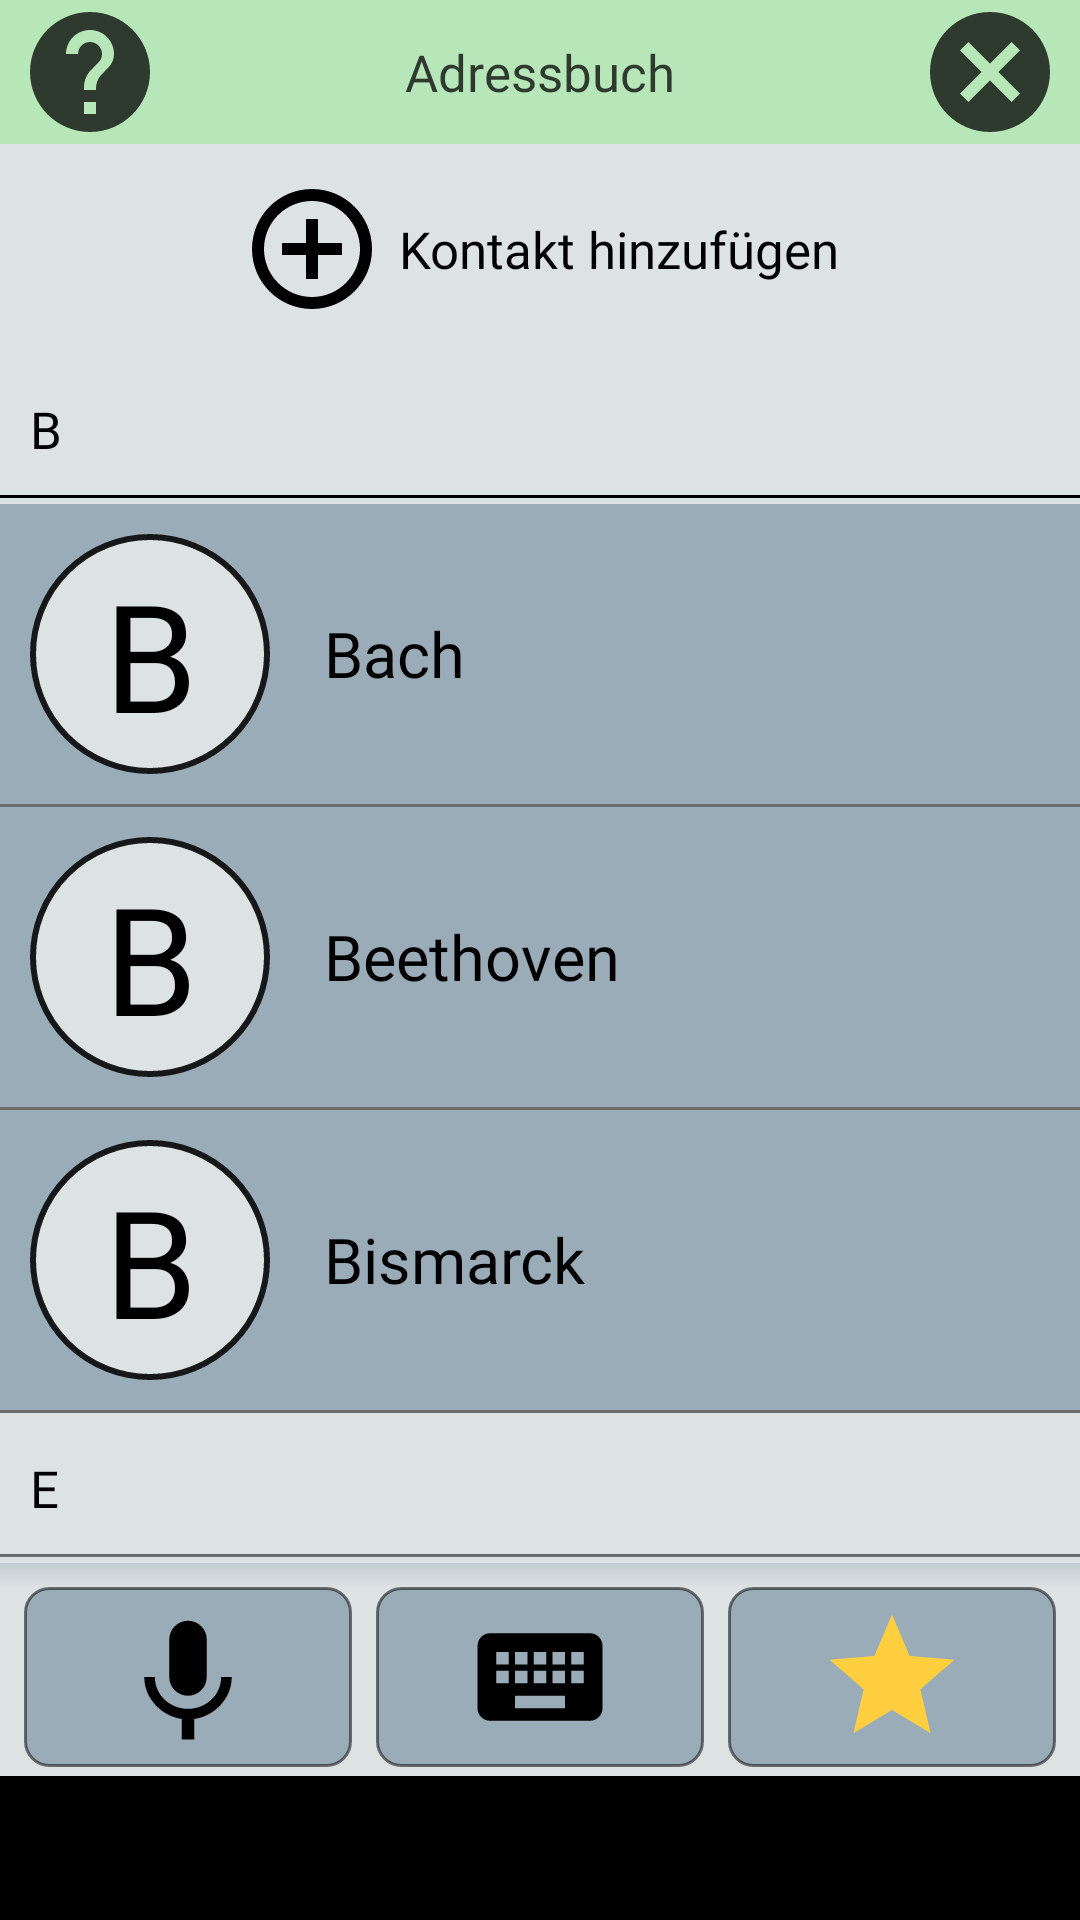 Adressbuch
Kontakt hinzufügen
B
B
Bach
B
Beethoven
B
Bismarck
E